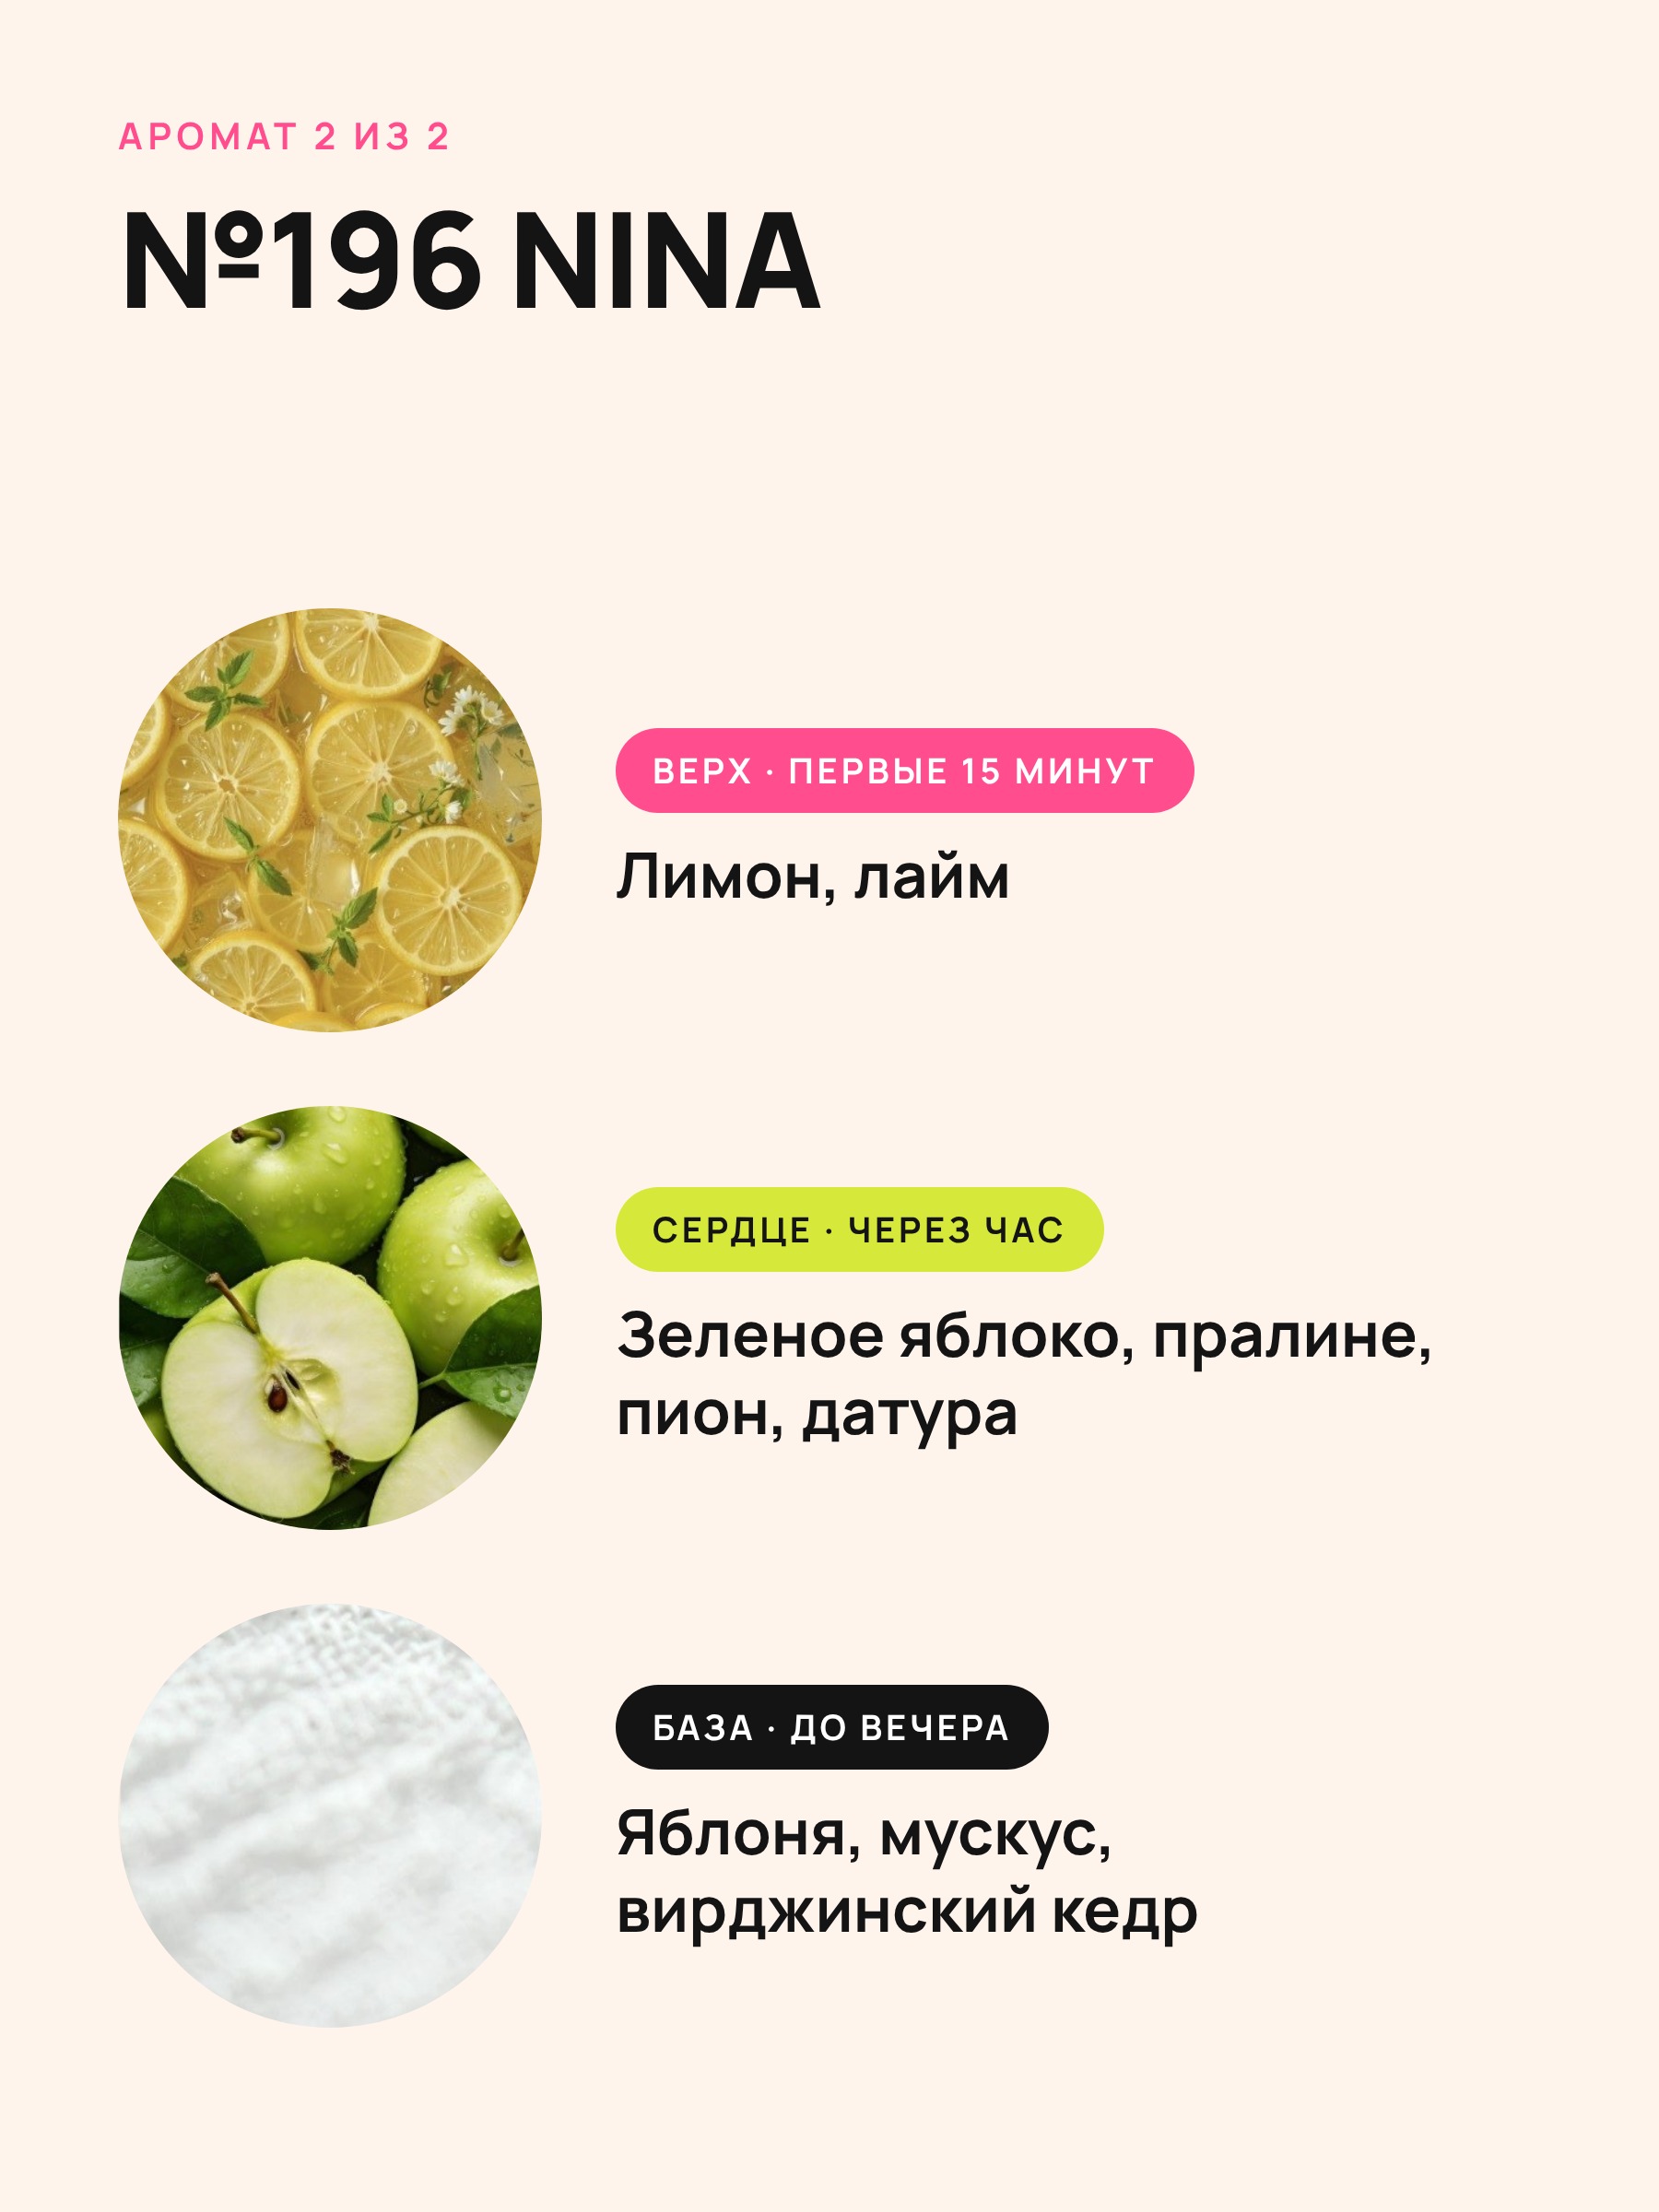 АРОМАТ 2 ИЗ 2
№196 NINA
ВЕРХ · ПЕРВЫЕ 15 МИНУТ
Лимон, лайм
СЕРДЦЕ · ЧЕРЕЗ ЧАС
Зеленое яблоко, пралине,
пион, датура
БАЗА · ДО ВЕЧЕРА
Яблоня, мускус,
вирджинский кедр